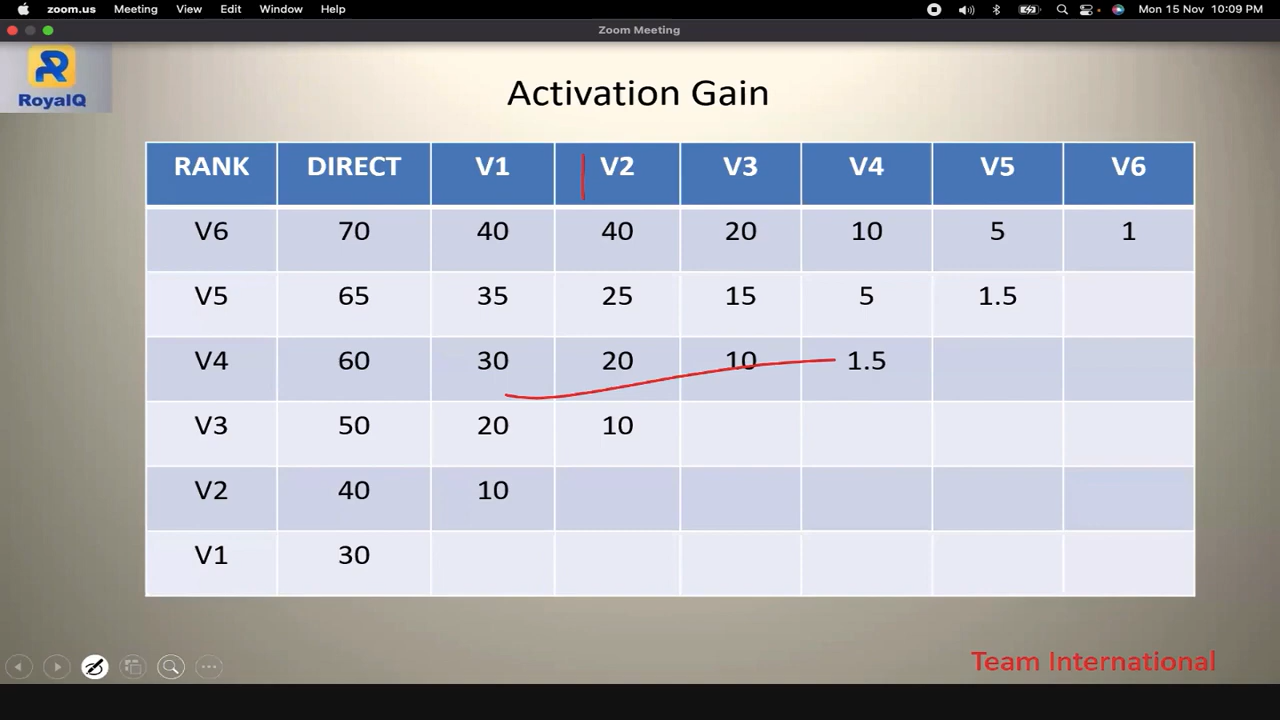 zoom.us Meeting View Edit Window Help Mon 15 Nov 10:09 PM
Zoom Meeting
RoyalQ
Activation Gain
RANK DIRECT V1 V2 V3 V4 V5 V6
V6 70 40 40 20 10 5 1
V5 65 35 25 15 5 1.5
V4 60 30 20 10 1.5
V3 50 20 10
V2 40 10
V1 30
Team International